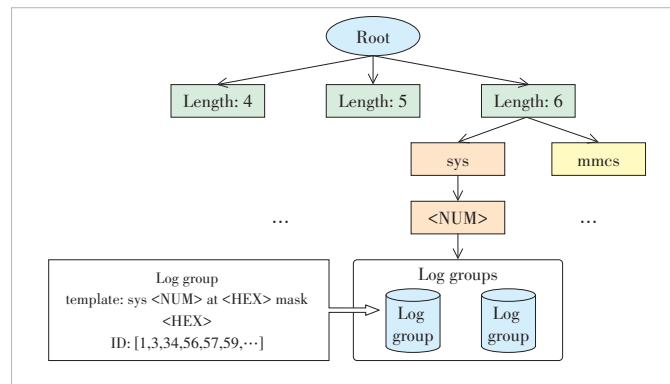 Root
Length: 4
Length: 5
Length: 6
sys
mmcs
...
<NUM>
...
Log group
template: sys <NUM> at <HEX> mask
<HEX>
ID: [1,3,34,56,57,59,⋯]
Log groups
Log
group
Log
group